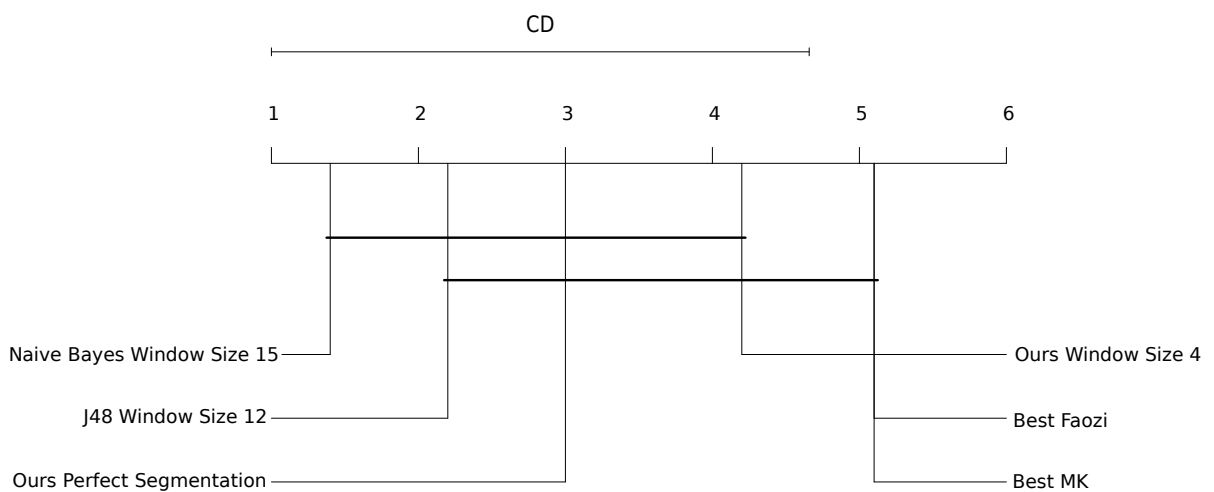 CD
1 2 3 4 5 6
Naive Bayes Window Size 15
Ours Window Size 4
J48 Window Size 12
Best Faozi
Ours Perfect Segmentation
Best MK